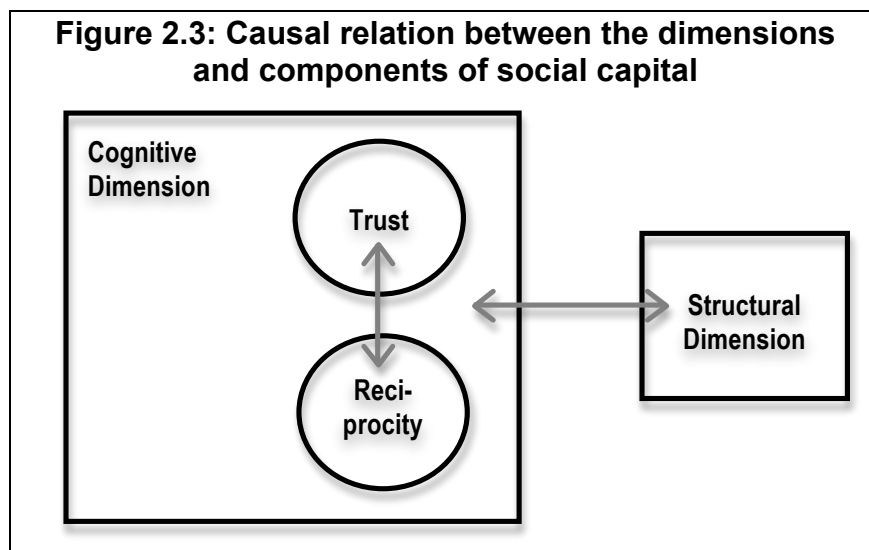 Figure 2.3: Causal relation between the dimensions
and components of social capital
Cognitive
Dimension
Trust
Reci-
procity
Structural
Dimension